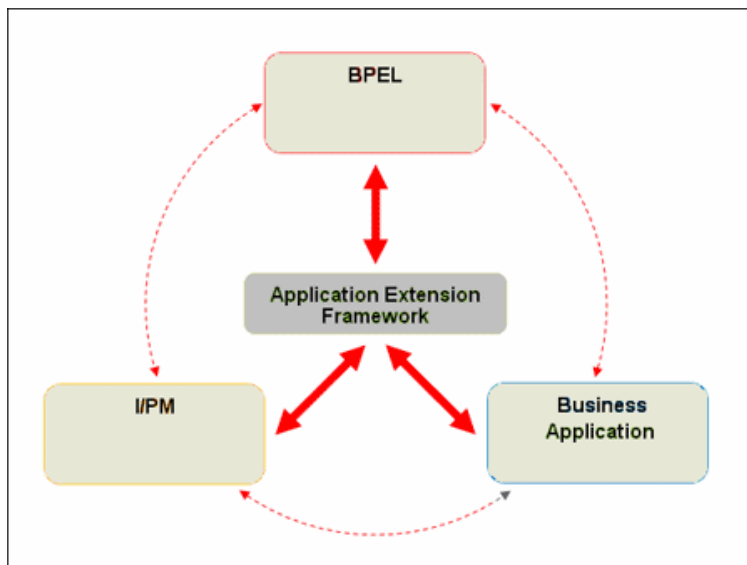 BPEL
Application Extension
Framework
I/PM
Business
Application